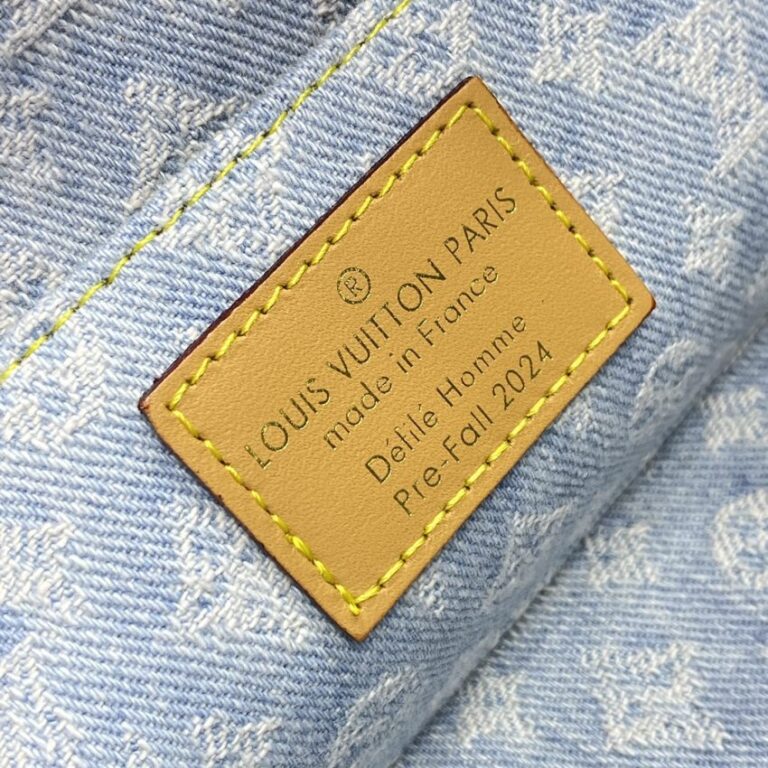 ®
LOUIS VUITTON PARIS
made in France
Défilé Homme
Pre-Fall 2024